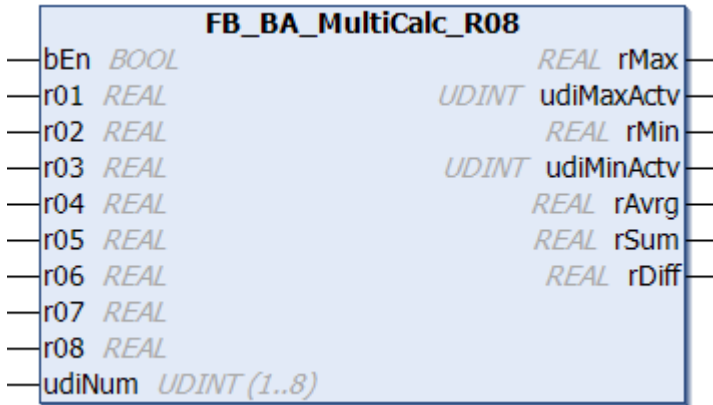 FB_BA_MultiCalc_R08
bEn BOOL REAL rMax
r01 REAL UDINT udiMaxActv
r02 REAL REAL rMin
r03 REAL UDINT udiMinActv
r04 REAL REAL rAvrg
r05 REAL REAL rSum
r06 REAL REAL rDiff
r07 REAL
r08 REAL
udiNum UDINT (1..8)